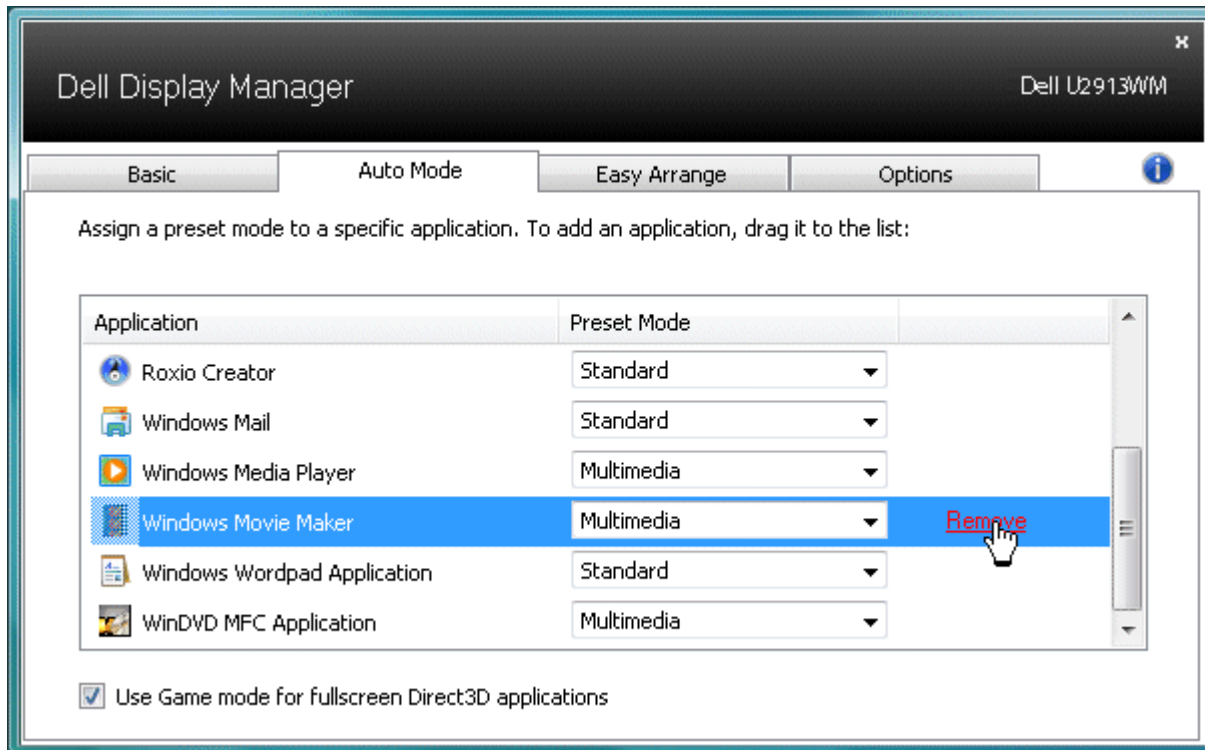 x
Dell Display Manager
Dell U2913WM
Basic
Auto Mode
Easy Arrange
Options
Assign a preset mode to a specific application. To add an application, drag it to the list:
Application Preset Mode
Roxio Creator Standard
Windows Mail Standard
Windows Media Player Multimedia
Windows Movie Maker Multimedia Remove
Windows Wordpad Application Standard
WinDVD MFC Application Multimedia
Use Game mode for fullscreen Direct3D applications